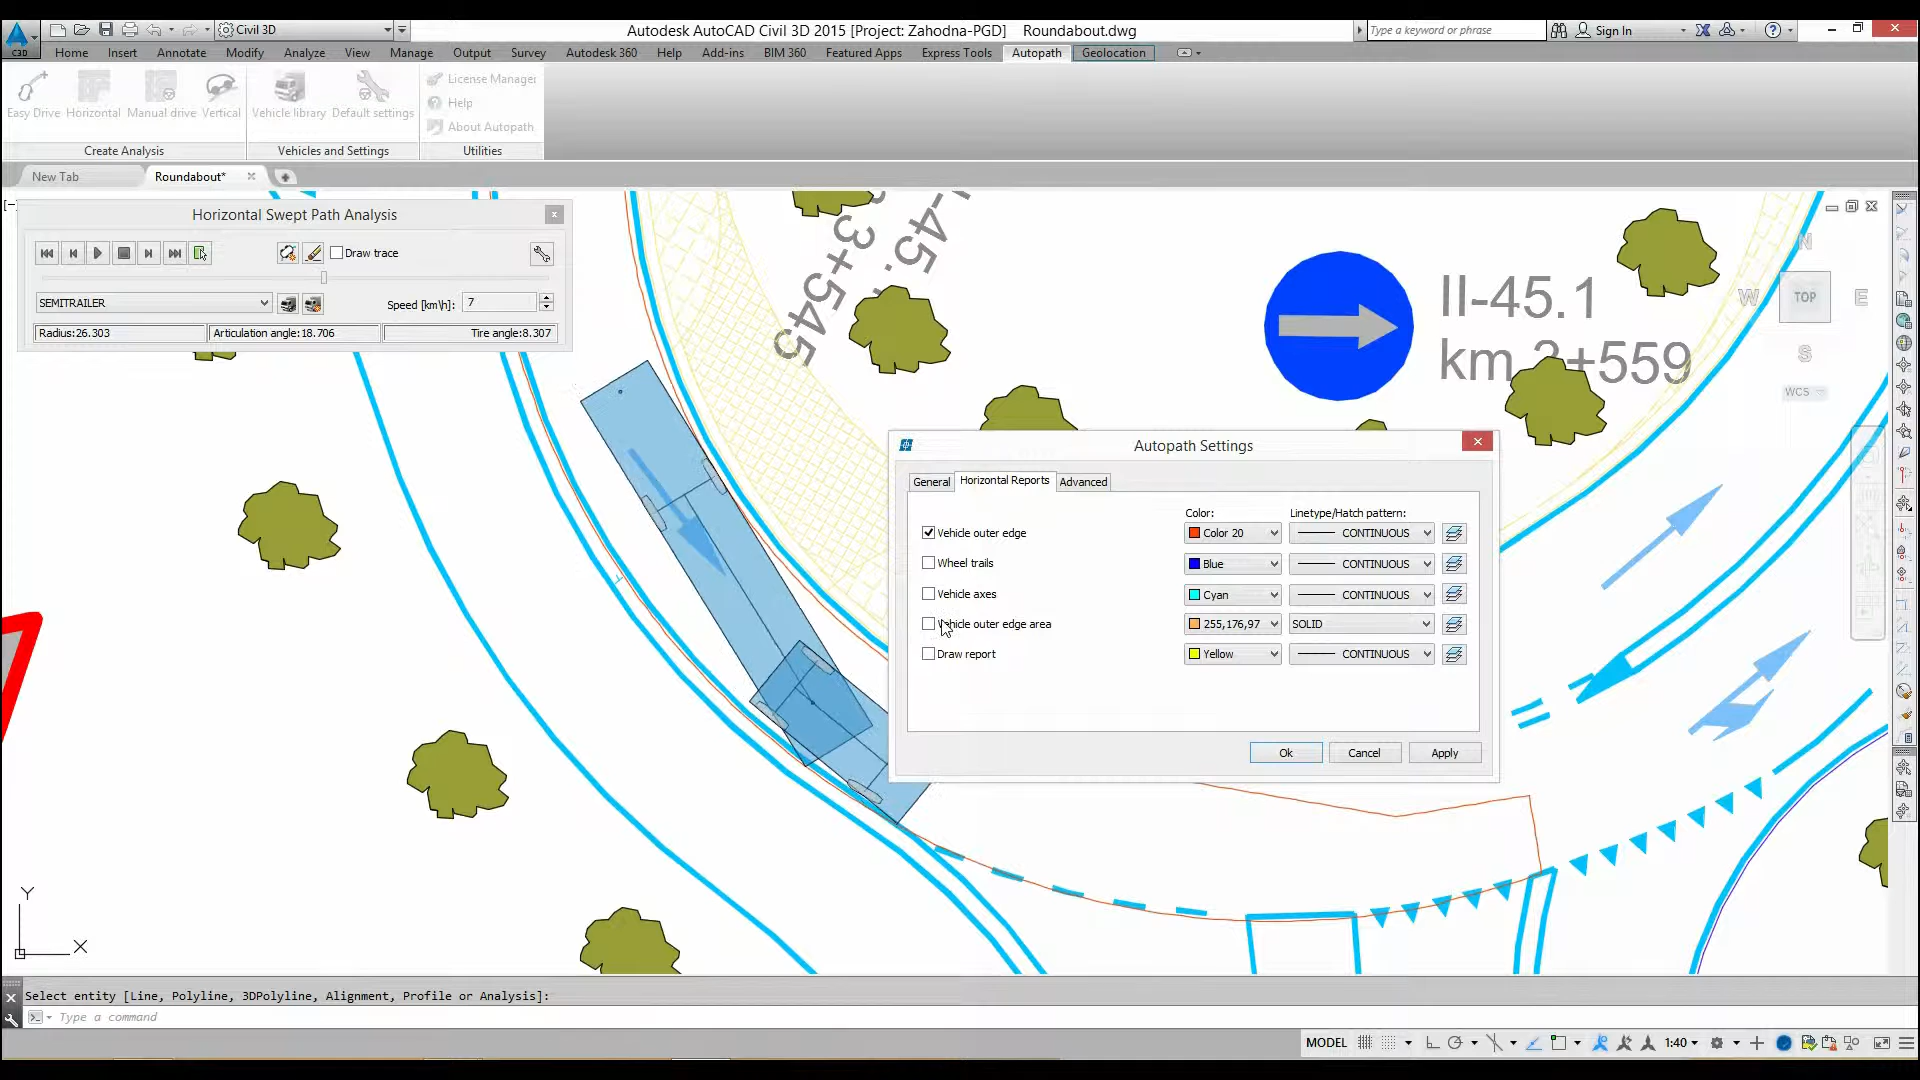 C3D
Civil 3D
Autodesk AutoCAD Civil 3D 2015 [Project: Zahodna-PGD] Roundabout.dwg
Type a keyword or phrase
Sign In
Home Insert Annotate Modify Analyze View Manage Output Survey Autodesk 360 Help Add-ins BIM 360 Featured Apps Express Tools Autopath Geolocation
Easy Drive Horizontal Manual drive Vertical Vehicle library Default settings
License Manager
Help
About Autopath
Create Analysis Vehicles and Settings Utilities
New Tab Roundabout*
[−]
Horizontal Swept Path Analysis
Draw trace
SEMITRAILER
Speed [km\h]: 7
Radius:26.303 Articulation angle:18.706 Tire angle:8.307
3+545
-45.
II-45.1
km 3+559
N
W TOP E
S
WCS
Autopath Settings
General Horizontal Reports Advanced
Color: Linetype/Hatch pattern:
Vehicle outer edge Color 20 CONTINUOUS
Wheel trails Blue CONTINUOUS
Vehicle axes Cyan CONTINUOUS
Vehicle outer edge area 255,176,97 SOLID
Draw report Yellow CONTINUOUS
Ok Cancel Apply
Y
X
Select entity [Line, Polyline, 3DPolyline, Alignment, Profile or Analysis]:
Type a command
MODEL 1:40